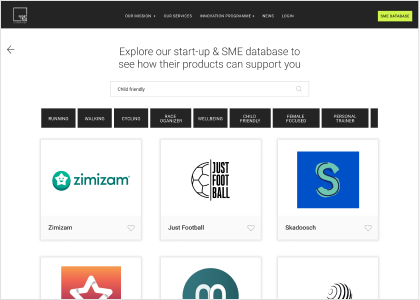 OUR MISSION
OUR SERVICES
INNOVATION PROGRAMME
NEWS
LOGIN
SME DATABASE
Explore our start-up & SME database to
see how their products can support you
Child friendly
RUNNING
WALKING
CYCLING
RACE
OGANIZER
WELLBEING
CHILD
FRIENDLY
FEMALE
FOCUSED
PERSONAL
TRAINER
zimizam
JUST
FOOT
BALL
S
Zimizam
Just Football
Skadoosch